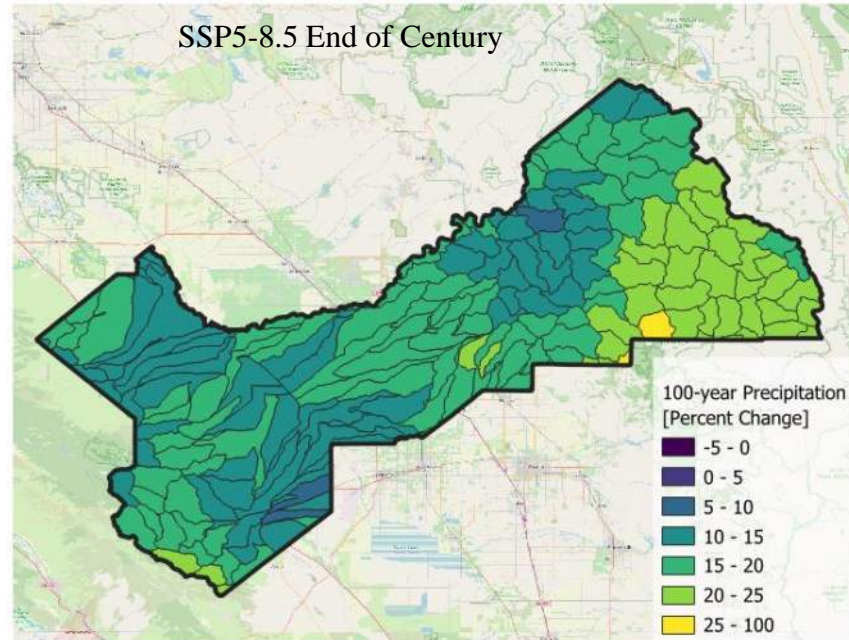 SSP5-8.5 End of Century
100-year Precipitation
[Percent Change]
-5 - 0
0 - 5
5 - 10
10 - 15
15 - 20
20 - 25
25 - 100